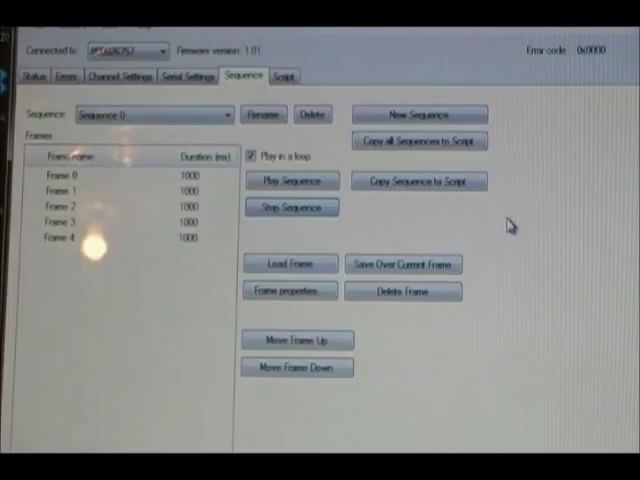 Connected to: Firmware version: 1.01 Error code: 0x0000
Status Errors Channel Settings Serial Settings Sequence Script
Sequence: Sequence 0 Rename Delete New Sequence
Copy all Sequences to Script
Frames
Frame name Duration (ms) Play in a loop
Frame 0 1000 Play Sequence Copy Sequence to Script
Frame 1 1000
Frame 2 1000 Stop Sequence
Frame 3 1000
Frame 4 1000
Load Frame Save Over Current Frame
Frame properties... Delete Frame
Move Frame Up
Move Frame Down